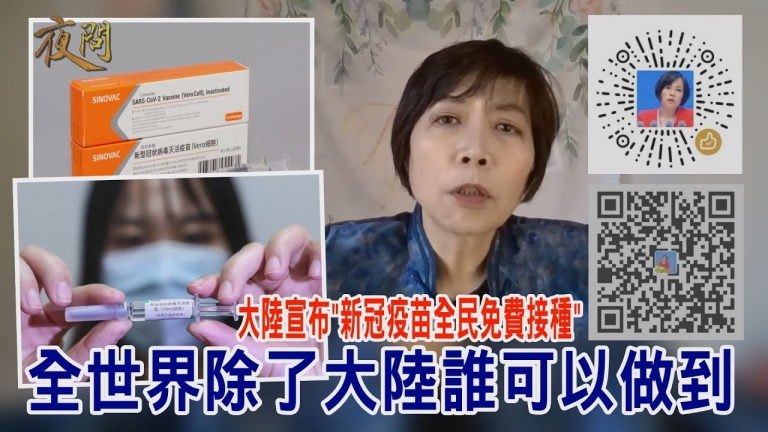 夜問
SINOVAC
SARS-CoV-2 Vaccine (Vero Cell), Inactivated
SINOVAC
新型冠狀病毒灭活疫苗(Vero细胞)
大陸宣布"新冠疫苗全民免費接種"
全世界除了大陸誰可以做到